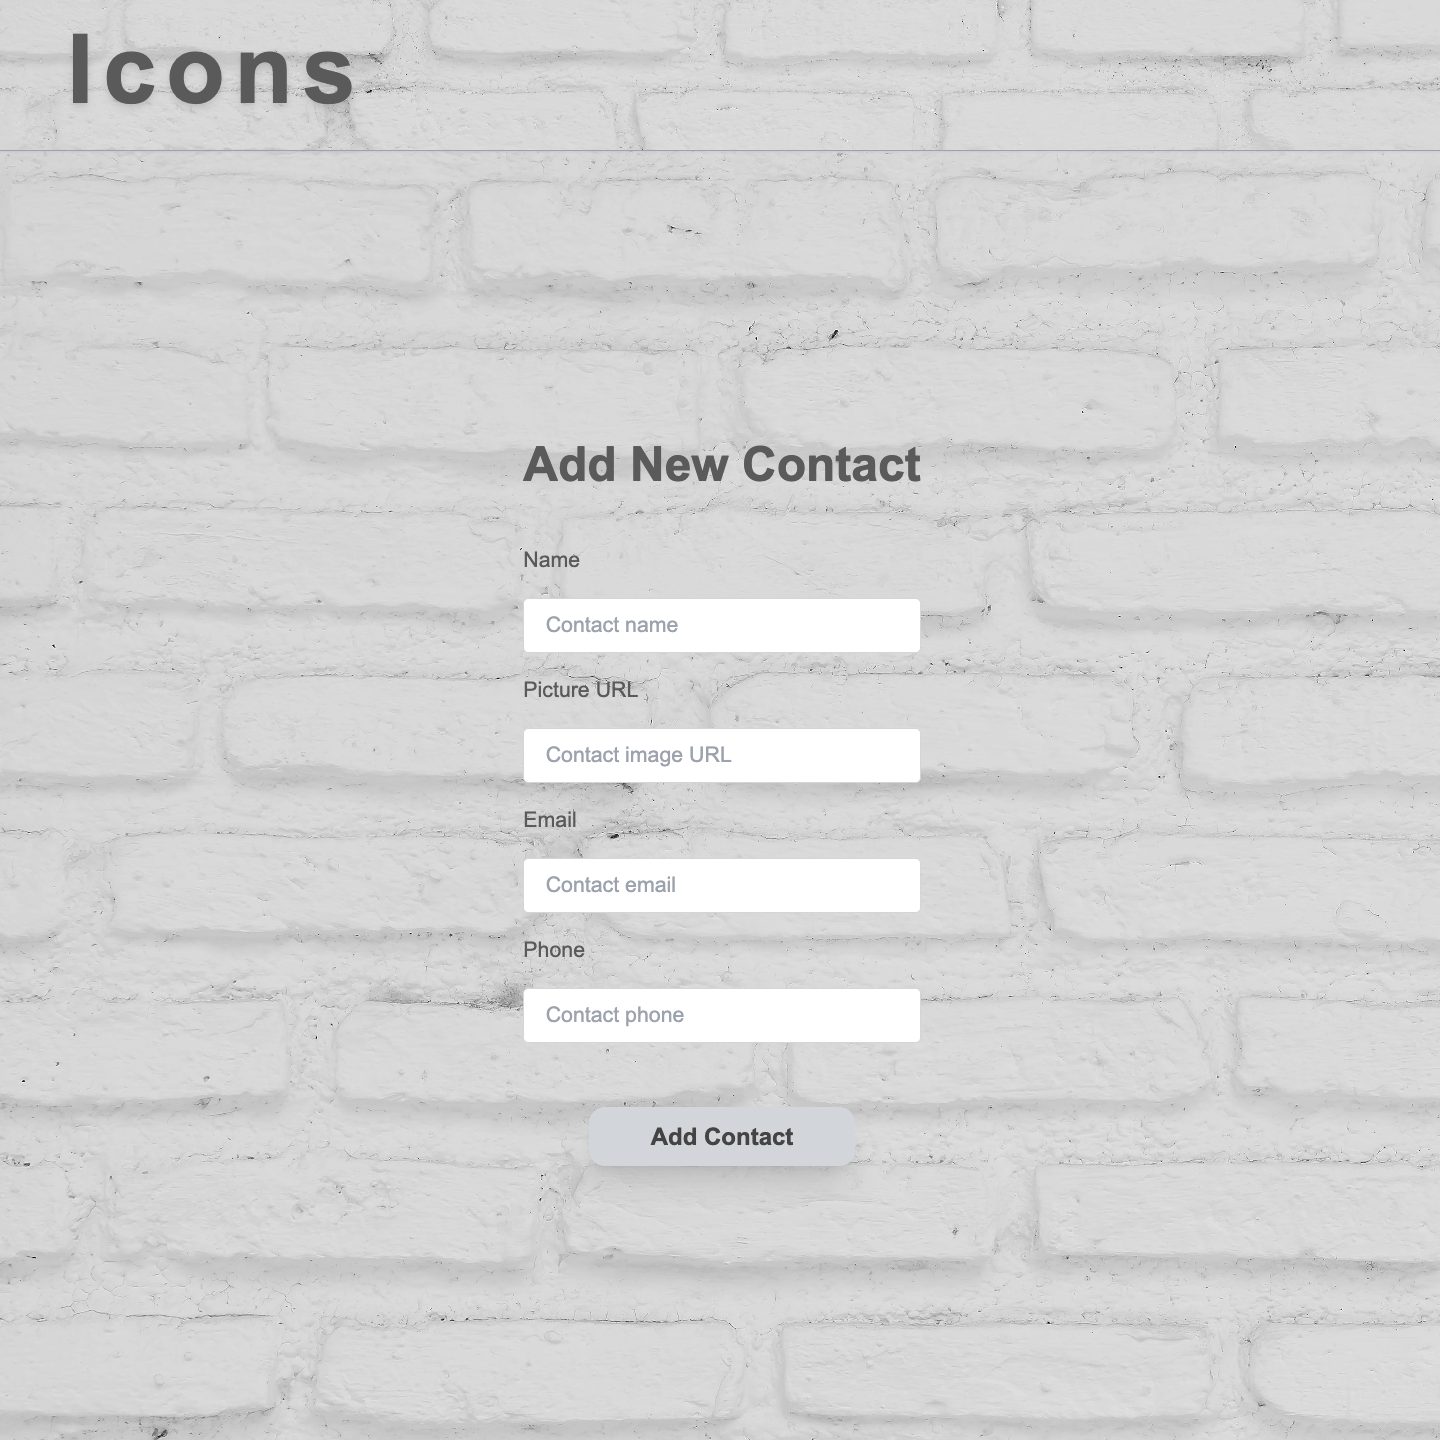 Icons
Add New Contact
Name
Contact name
Picture URL
Contact image URL
Email
Contact email
Phone
Contact phone
Add Contact